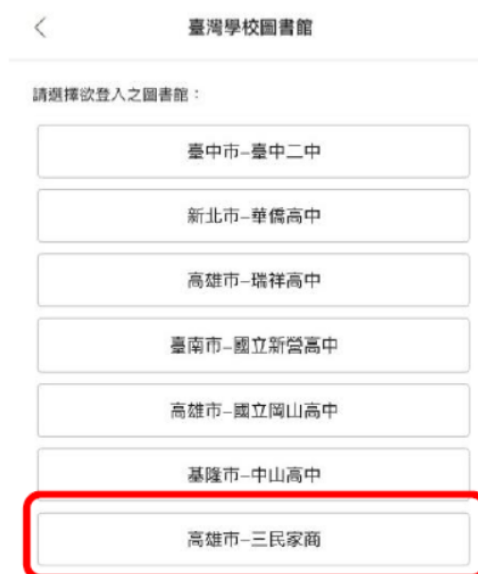 臺灣學校圖書館
請選擇欲登入之圖書館：
臺中市–臺中二中
新北市–華僑高中
高雄市–瑞祥高中
臺南市–國立新營高中
高雄市–國立岡山高中
基隆市–中山高中
高雄市–三民家商